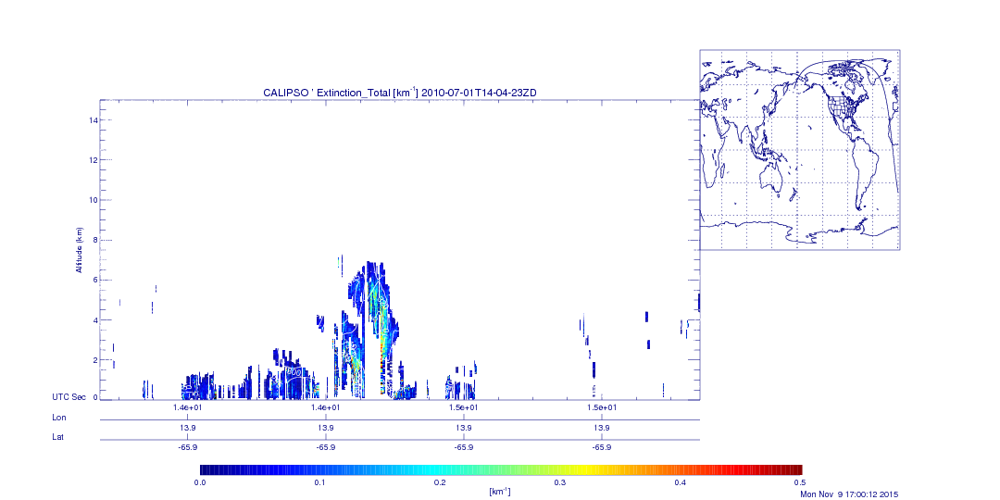 CALIPSO ' Extinction_Total [km⁻¹] 2010-07-01T14-04-23ZD
14
12
10
8
6
4
2
0
Altitude (km)
UTC Sec
1.4e+01 1.4e+01 1.5e+01 1.5e+01
Lon
13.9 13.9 13.9 13.9
Lat
-65.9 -65.9 -65.9 -65.9
0.0 0.1 0.2 0.3 0.4 0.5
[km⁻¹]
Mon Nov 9 17:00:12 2015